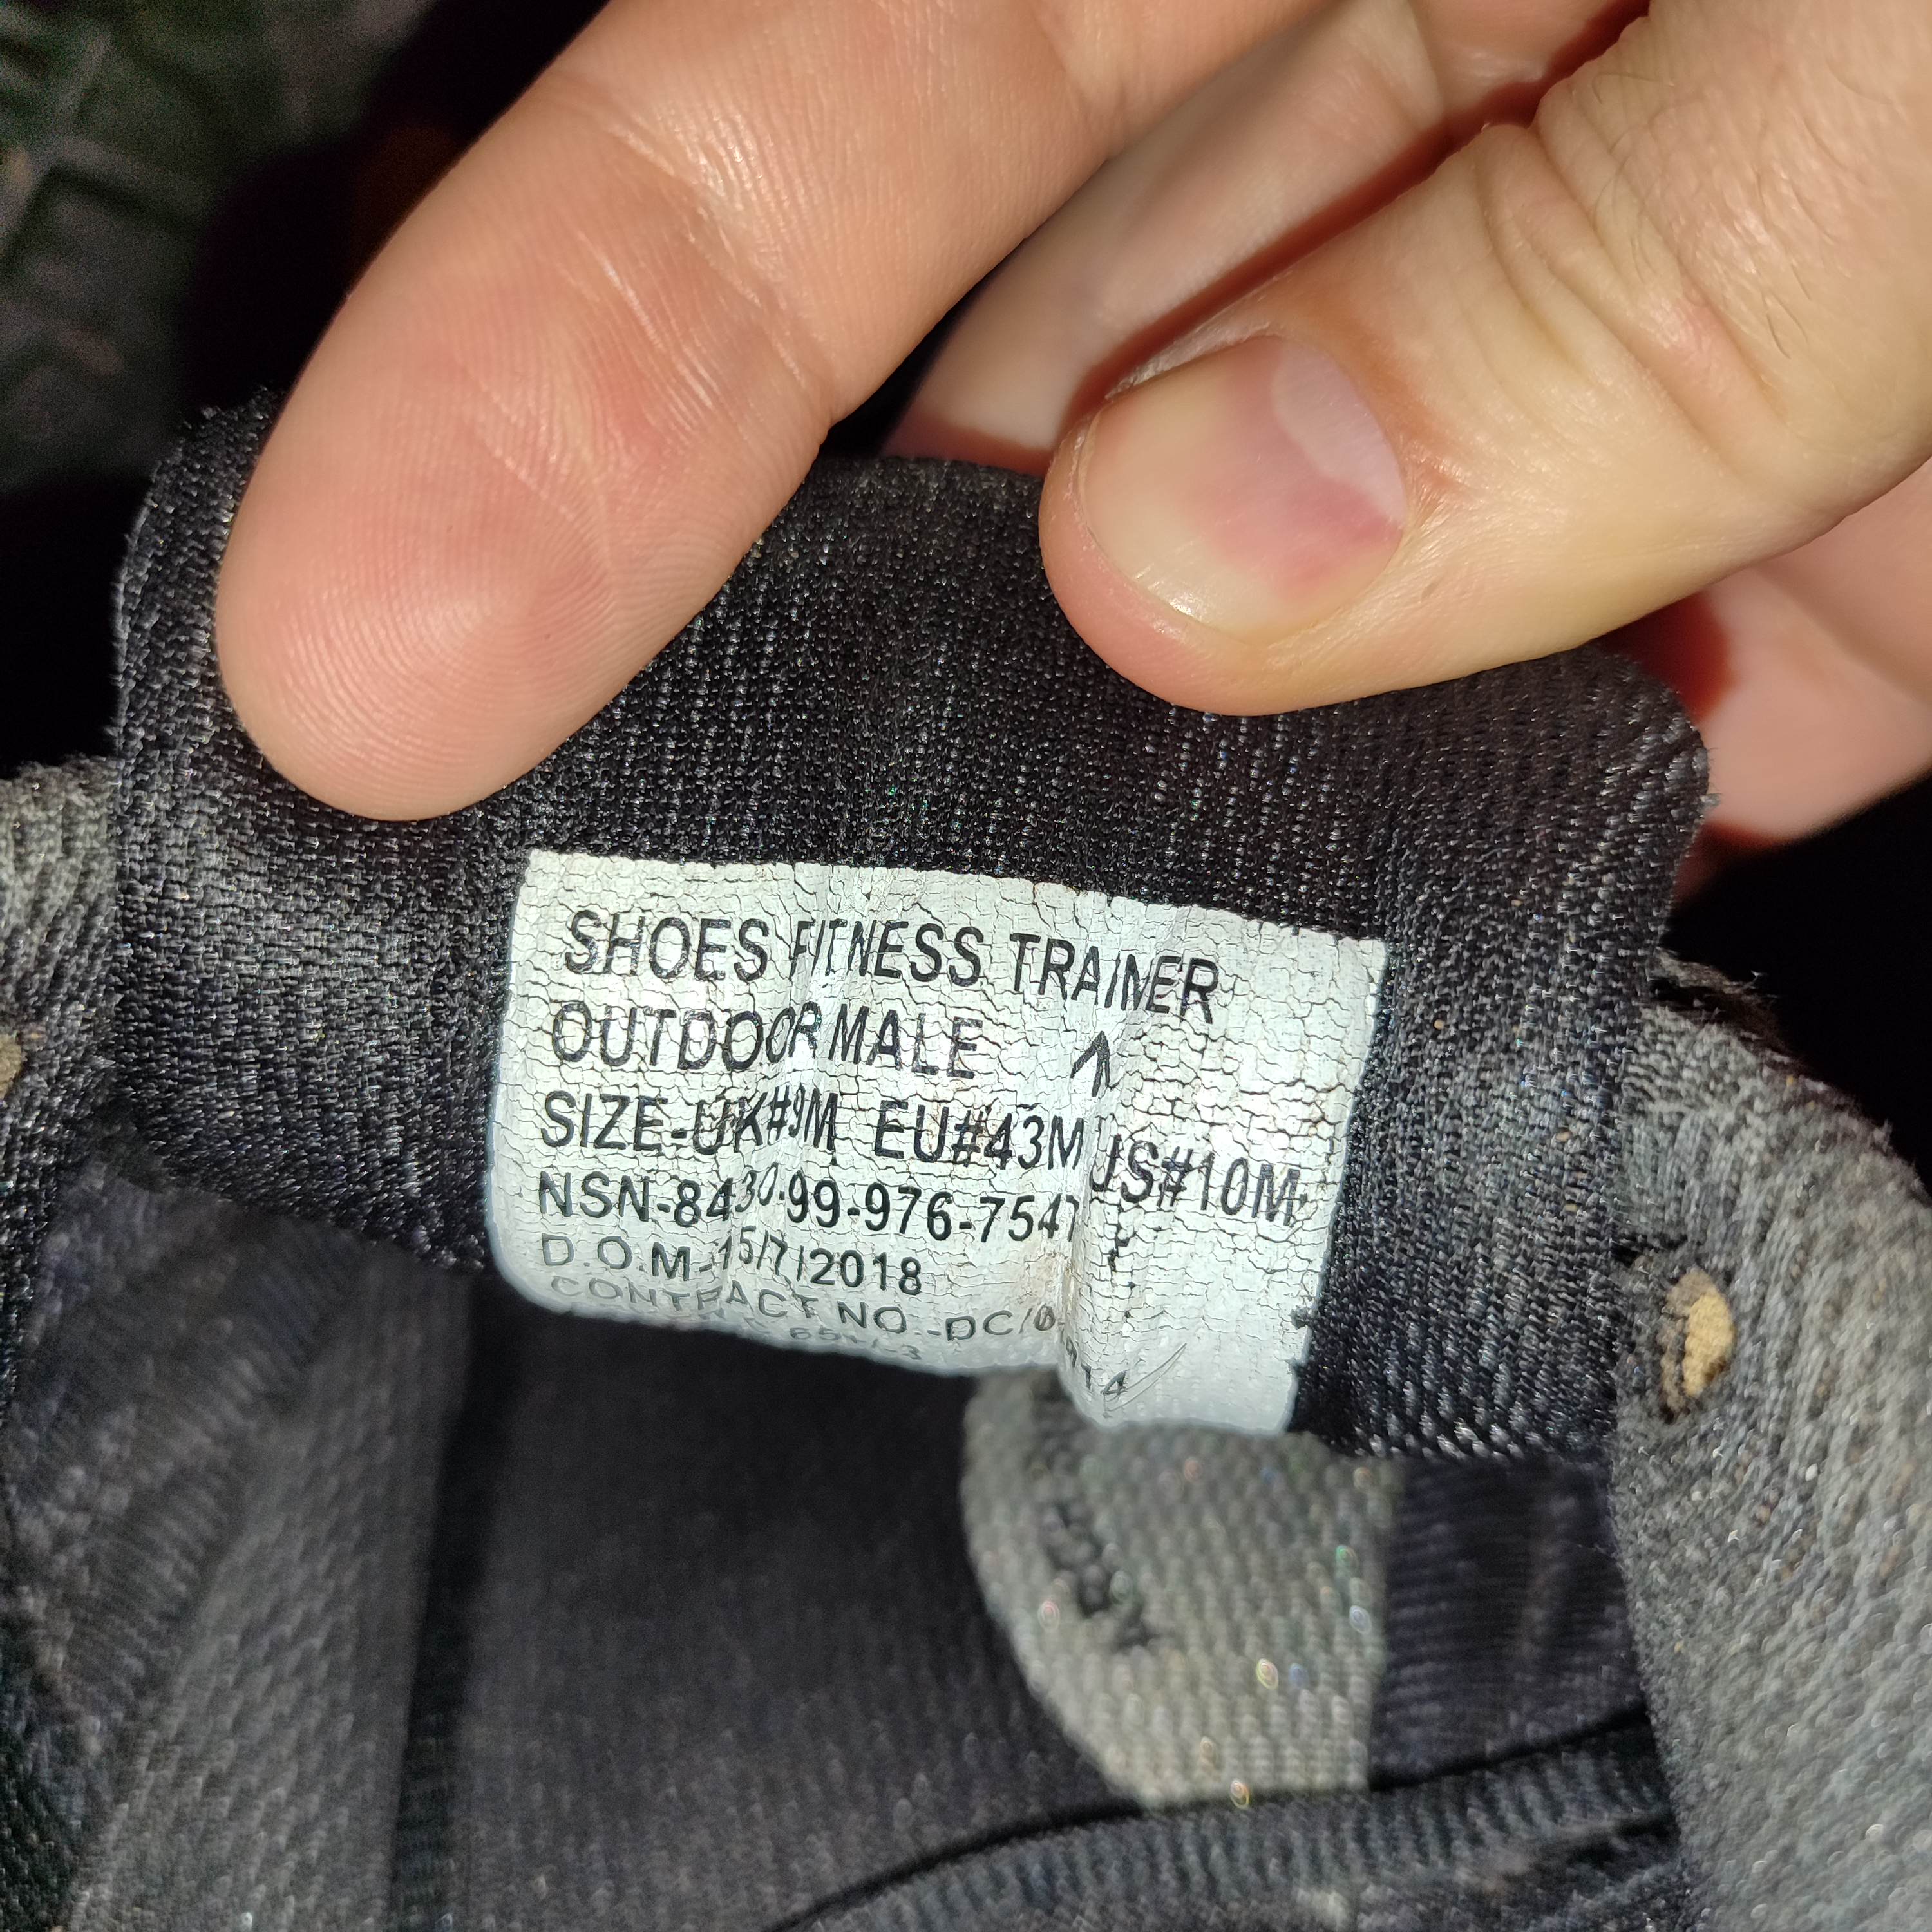 SHOES FITNESS TRAINER
OUTDOOR MALE
SIZE-UK#9M EU#43M US#10M
NSN-8430-99-976-7547
D.O.M-15/7/2018
CONTRACT NO.-DC/